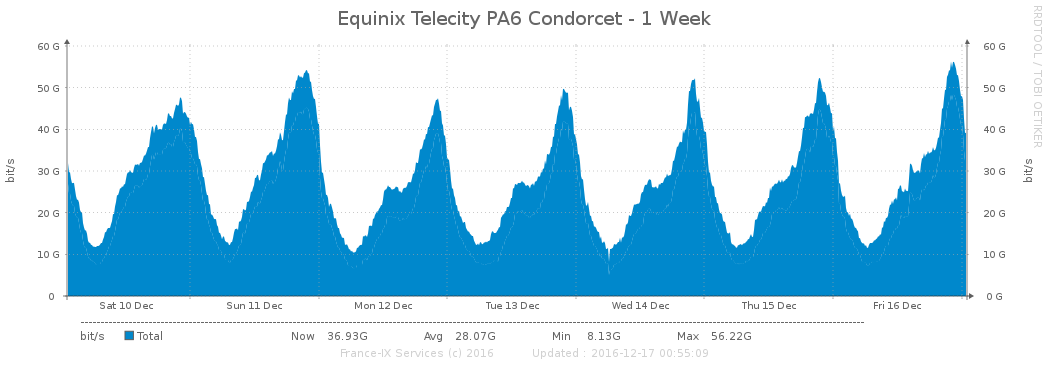 Equinix Telecity PA6 Condorcet - 1 Week
RRDTOOL / TOBI OETIKER
60 G 60 G
50 G 50 G
40 G 40 G
30 G 30 G
20 G 20 G
10 G 10 G
0 0 G
bit/s
bit/s
Sat 10 Dec Sun 11 Dec Mon 12 Dec Tue 13 Dec Wed 14 Dec Thu 15 Dec Fri 16 Dec
bit/s Total Now 36.93G Avg 28.07G Min 8.13G Max 56.22G
France-IX Services (c) 2016 Updated : 2016-12-17 00:55:09